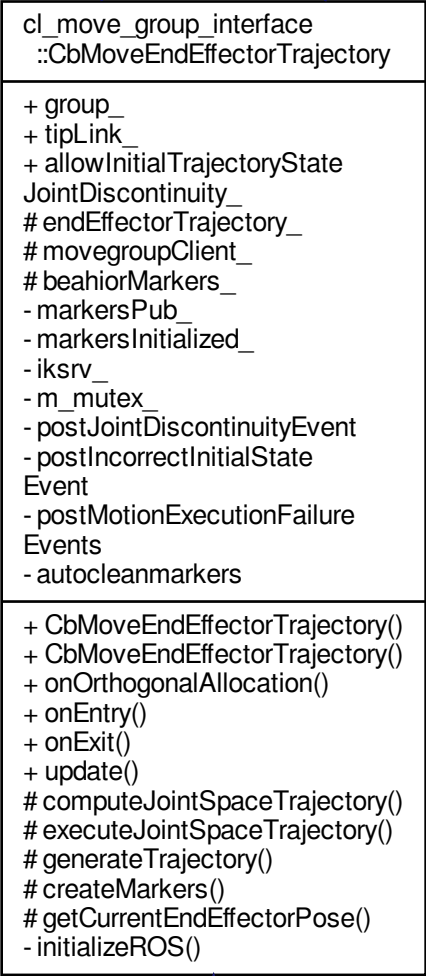 cl_move_group_interface
::CbMoveEndEffectorTrajectory
+ group_
+ tipLink_
+ allowInitialTrajectoryState
JointDiscontinuity_
# endEffectorTrajectory_
# movegroupClient_
# beahiorMarkers_
- markersPub_
- markersInitialized_
- iksrv_
- m_mutex_
- postJointDiscontinuityEvent
- postIncorrectInitialState
Event
- postMotionExecutionFailure
Events
- autocleanmarkers
+ CbMoveEndEffectorTrajectory()
+ CbMoveEndEffectorTrajectory()
+ onOrthogonalAllocation()
+ onEntry()
+ onExit()
+ update()
# computeJointSpaceTrajectory()
# executeJointSpaceTrajectory()
# generateTrajectory()
# createMarkers()
# getCurrentEndEffectorPose()
- initializeROS()